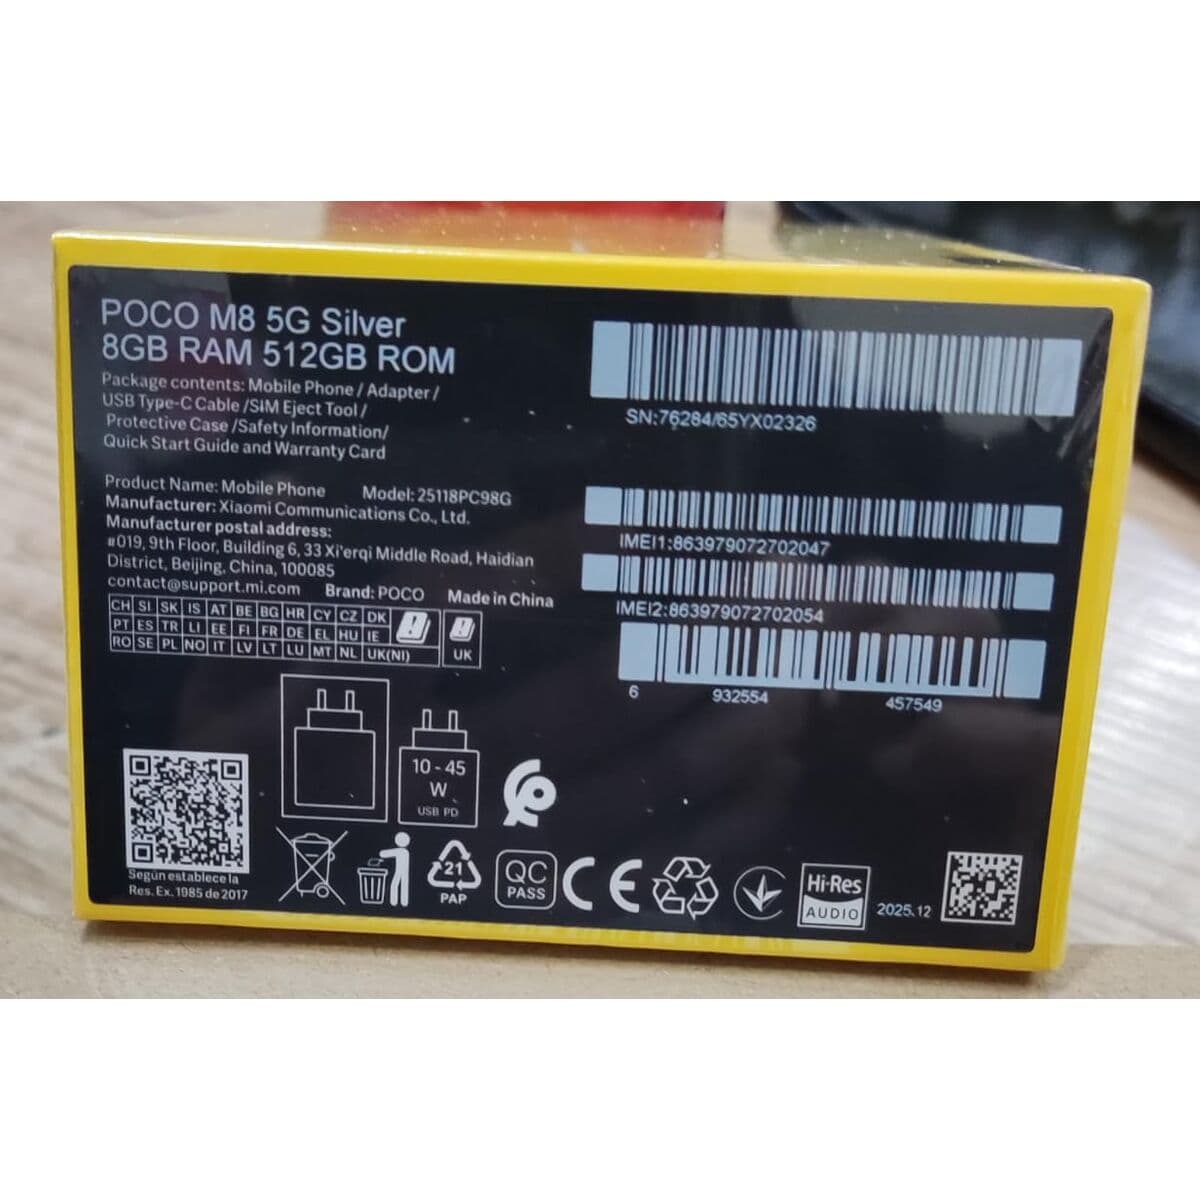 POCO M8 5G Silver
8GB RAM 512GB ROM
Package contents: Mobile Phone / Adapter /
USB Type-C Cable /SIM Eject Tool /
Protective Case /Safety Information/
Quick Start Guide and Warranty Card
Product Name: Mobile Phone Model: 25118PC98G
Manufacturer: Xiaomi Communications Co., Ltd.
Manufacturer postal address:
#019, 9th Floor, Building 6, 33 Xi'erqi Middle Road, Haidian
District, Beijing, China, 100085
contact@support.mi.com Brand: POCO Made in China
CH SI SK IS AT BE BG HR CY CZ DK
PT ES TR LI EE FI FR DE EL HU IE
RO SE PL NO IT LV LT LU MT NL UK(NI)
UK
SN:76284/65YX02326
IMEI1:863979072702047
IMEI2:863979072702054
6 932554 457549
10 - 45
W
USB PD
Según establece la
Res. Ex. 1985 de 2017
21
PAP
QC
PASS
CE
Hi-Res
AUDIO
2025.12